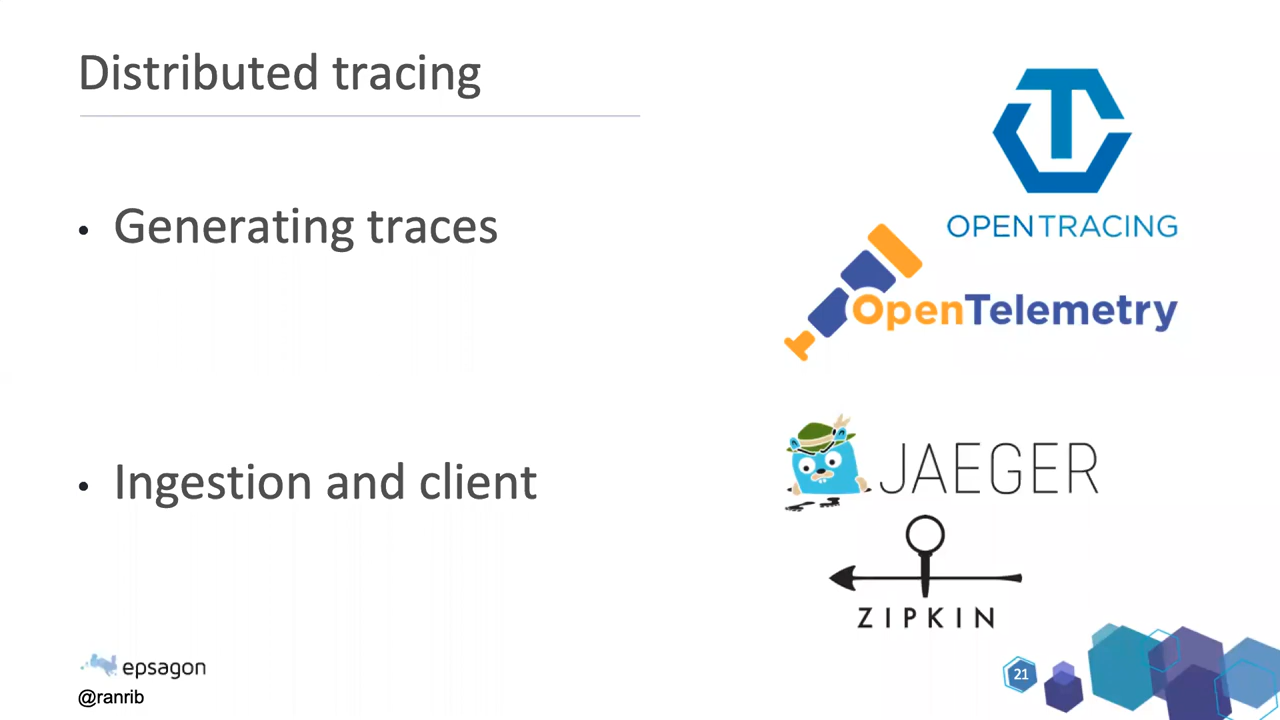 Distributed tracing
• Generating traces
OPENTRACING
OpenTelemetry
• Ingestion and client
JAEGER
ZIPKIN
epsagon
@ranrib
21